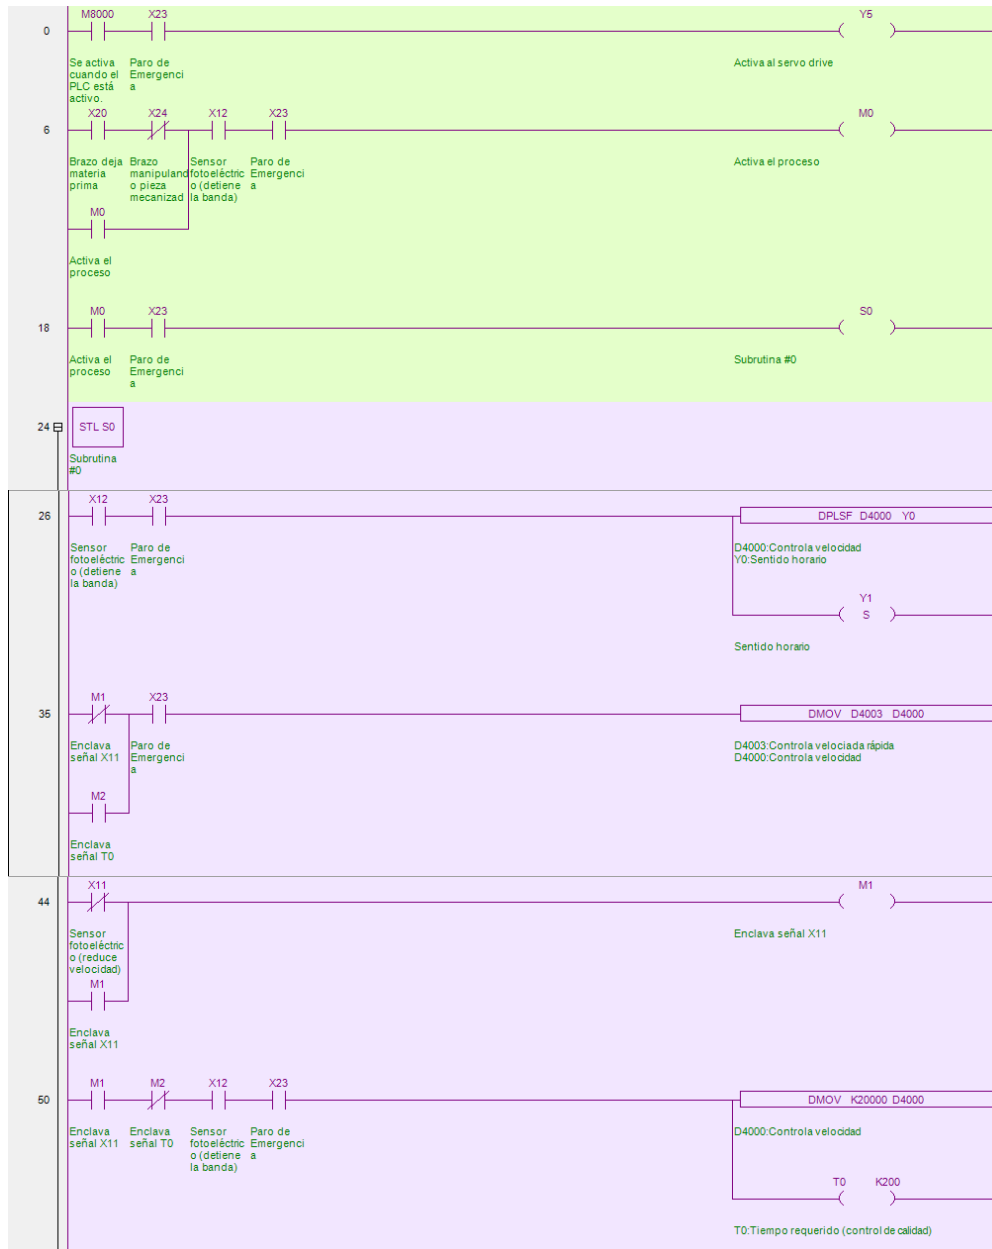 M8000 X23 Y5
0
Se activa cuando el PLC está activo.
Paro de Emergenci a
Activa al servo drive
X20 X24 X12 X23 M0
6
Brazo deja materia prima
Brazo manipuland o pieza mecanizad
Sensor fotoeléctric o (detiene la banda)
Paro de Emergenci a
Activa el proceso
M0
Activa el proceso
M0 X23 S0
18
Activa el proceso
Paro de Emergenci a
Subrutina #0
24 STL S0
Subrutina #0
X12 X23
26 DPLSF D4000 Y0
Sensor fotoeléctric o (detiene la banda)
Paro de Emergenci a
D4000:Controla velocidad
Y0:Sentido horario
Y1
S
Sentido horario
M1 X23
35 DMOV D4003 D4000
Enclava señal X11
Paro de Emergenci a
D4003:Controla velociada rápida
D4000:Controla velocidad
M2
Enclava señal T0
X11 M1
44
Sensor fotoeléctric o (reduce velocidad)
Enclava señal X11
M1
Enclava señal X11
M1 M2 X12 X23
50 DMOV K20000 D4000
Enclava señal X11
Enclava señal T0
Sensor fotoeléctric o (detiene la banda)
Paro de Emergenci a
D4000:Controla velocidad
T0 K200
T0:Tiempo requerido (control de calidad)